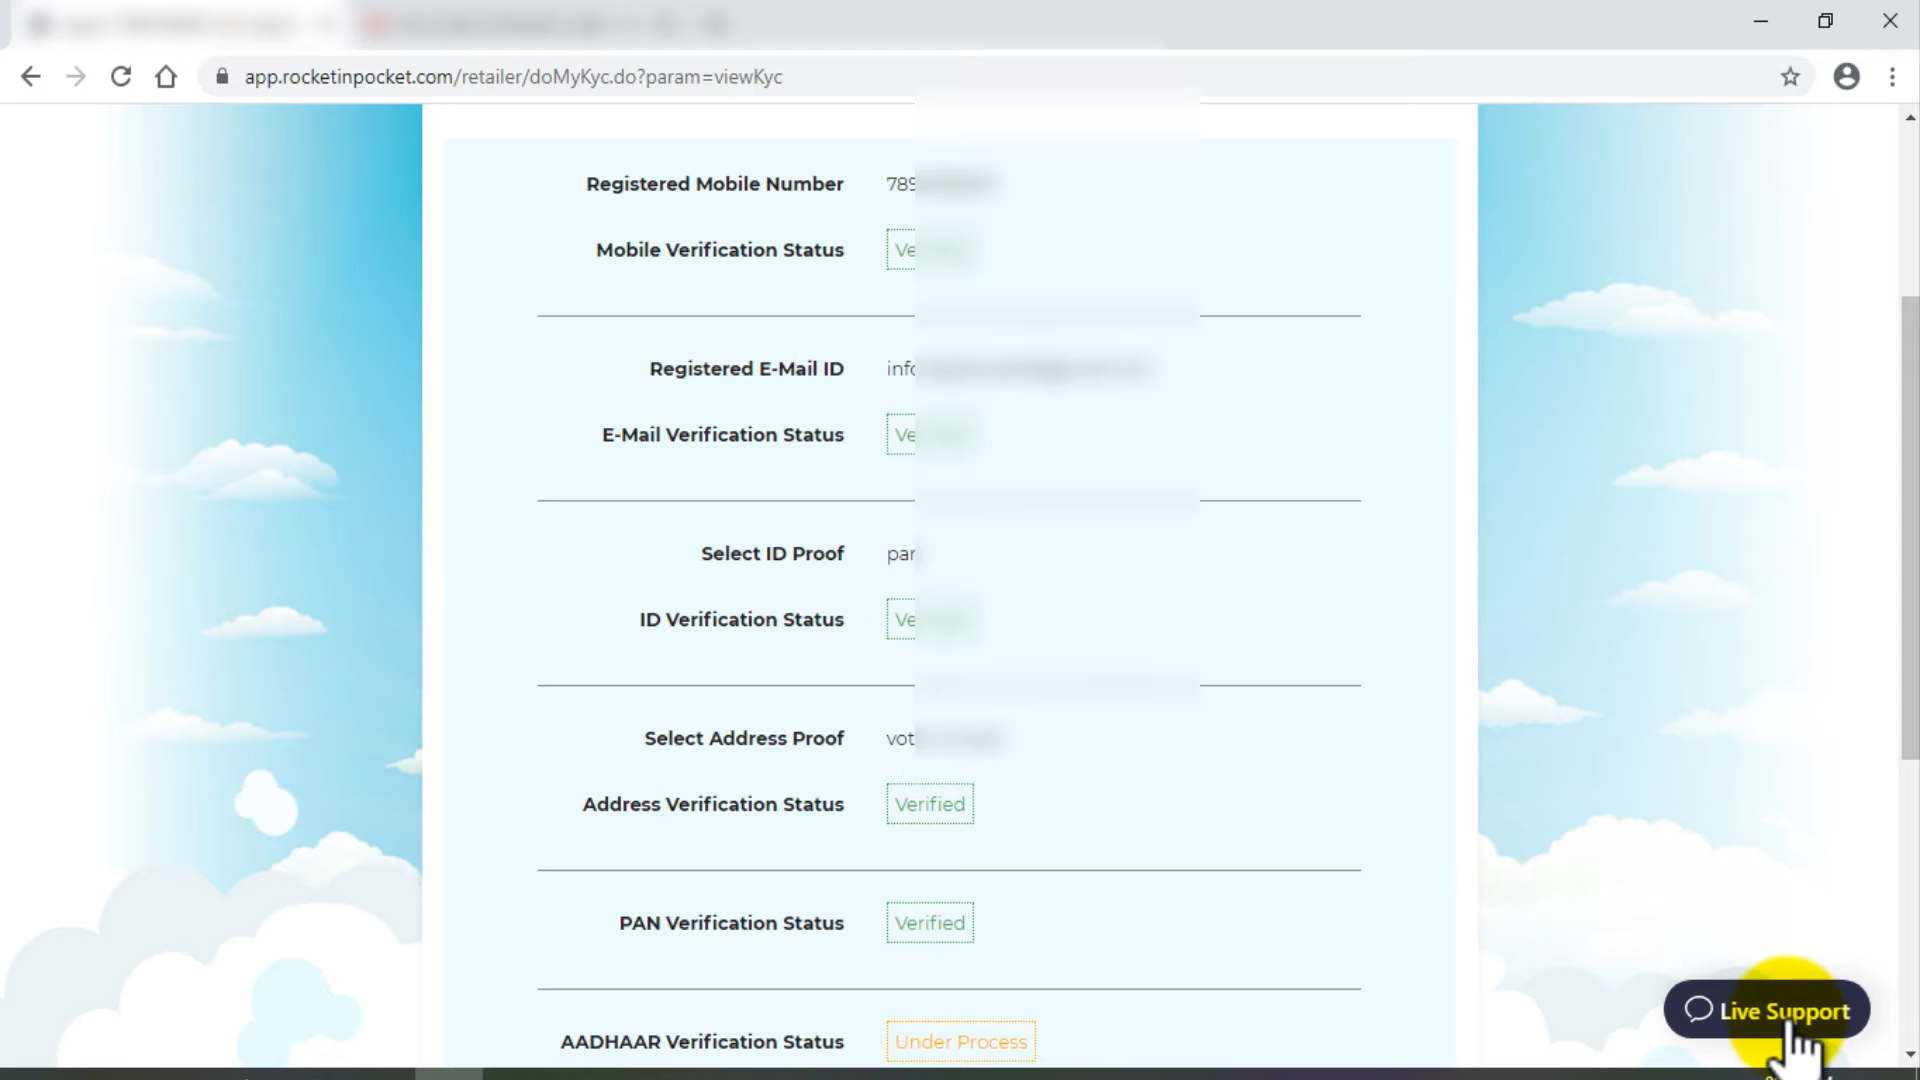 app.rocketinpocket.com/retailer/doMyKyc.do?param=viewKyc
Registered Mobile Number
Mobile Verification Status
Registered E-Mail ID
E-Mail Verification Status
Select ID Proof
ID Verification Status
Select Address Proof
Address Verification Status Verified
PAN Verification Status Verified
AADHAAR Verification Status Under Process
Live Support